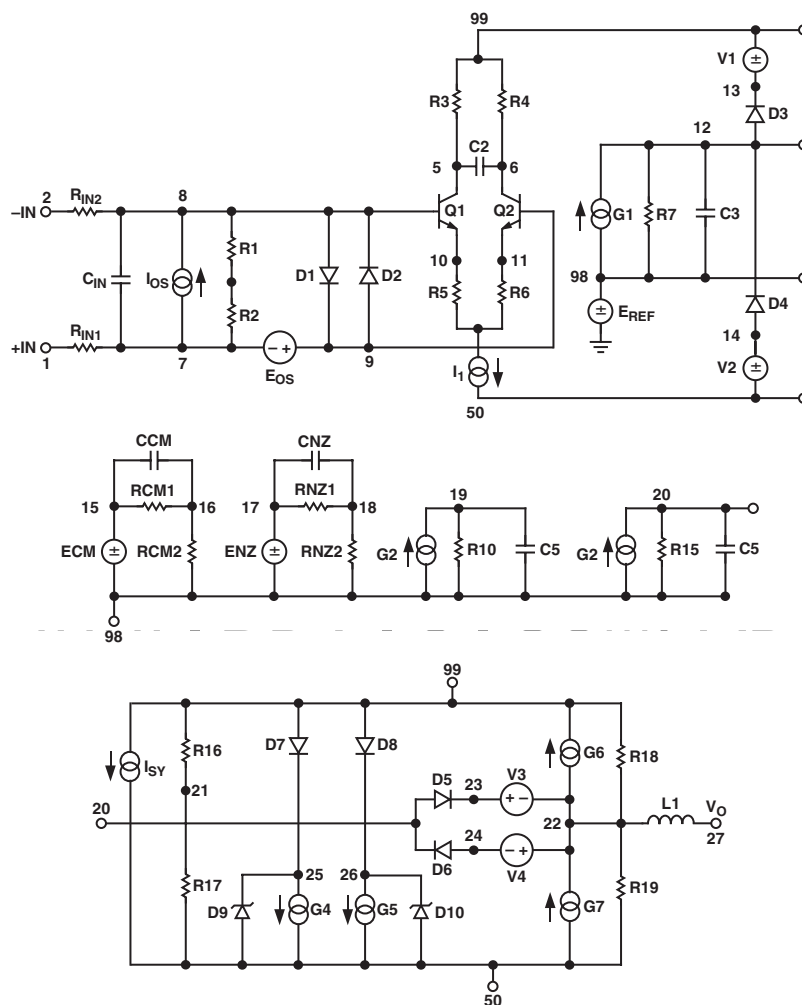 99
V1
13
D3
R3
R4
12
5
C2
6
2
–IN
RIN2
8
Q1
Q2
G1
R7
C3
R1
CIN
IOS
D1
D2
10
11
98
R2
R5
R6
EREF
D4
+IN
1
RIN1
7
EOS
9
14
I1
V2
50
CCM
CNZ
15
RCM1
16
17
RNZ1
18
19
20
ECM
RCM2
ENZ
RNZ2
G2
R10
C5
G2
R15
C5
98
99
ISY
R16
D7
D8
G6
R18
21
D5
23
V3
L1
VO
20
22
27
24
D6
V4
R17
25
26
R19
D9
G4
G5
D10
G7
50